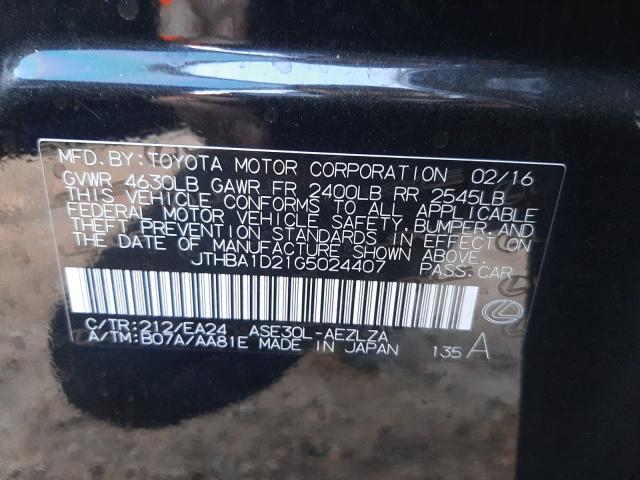 MFD. BY: TOYOTA MOTOR CORPORATION 02/16
GVWR 4630LB GAWR FR 2400LB RR 2545LB
THIS VEHICLE CONFORMS TO ALL APPLICABLE
FEDERAL MOTOR VEHICLE SAFETY, BUMPER, AND
THEFT PREVENTION STANDARDS IN EFFECT ON
THE DATE OF MANUFACTURE SHOWN ABOVE.
JTHBA1D21G5024407 PASS. CAR
C/TR: 212/EA24 ASE30L-AEZLZA
A/TM: B07A/AA81E MADE IN JAPAN 135 A